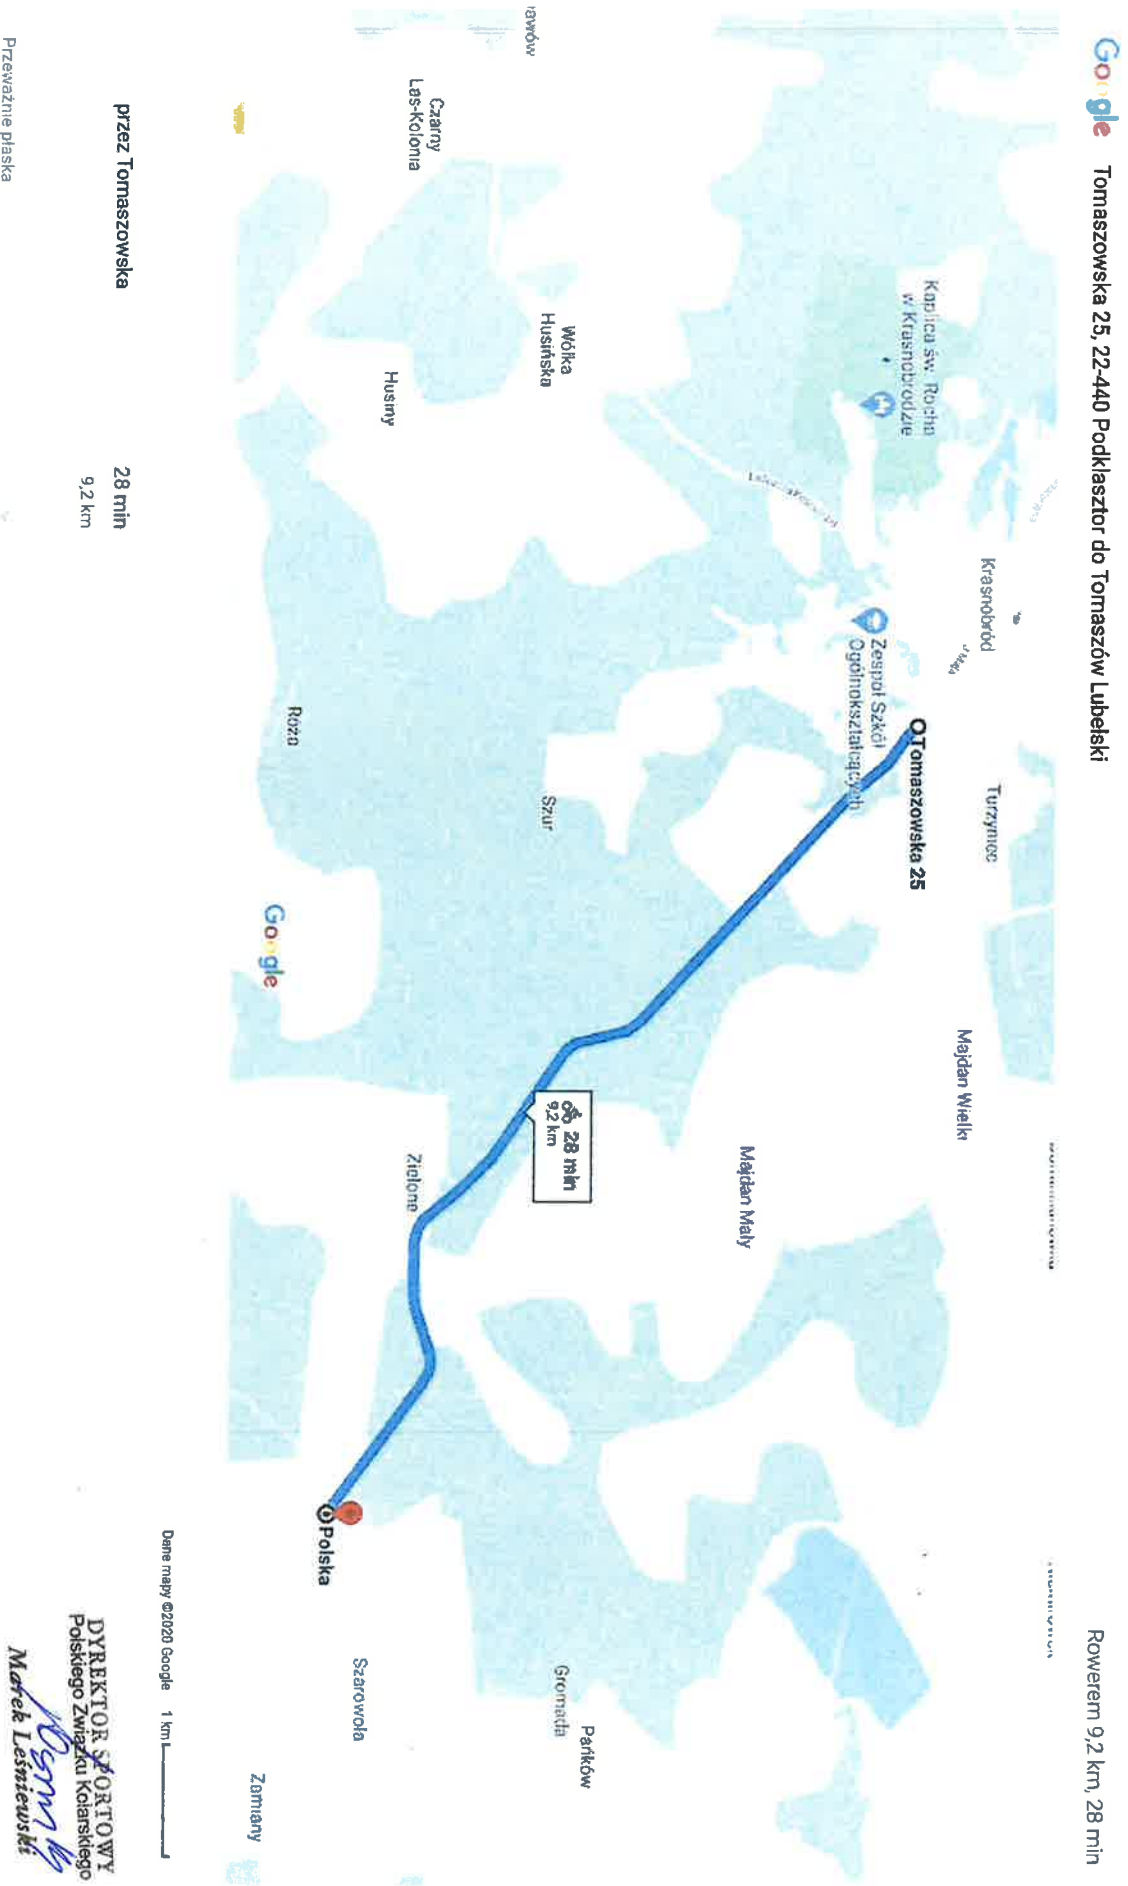 Google Tomaszowska 25, 22-440 Podklasztor do Tomaszów Lubelski
Rowerem 9,2 km, 28 min
Kaplica św. Rocha
w Krasnobrodzie
Krasnobród
Turzyniec
Majdan Wielki
Zespół Szkół
Ogólnokształcących
Tomaszowska 25
Majdan Mały
Wólka
Husińska
Szur
28 min
9,2 km
Pańków
Gromada
Czarny
Las-Kolonia
Husiny
Zielone
Szarowola
Polska
Róża
Google
Zamiany
Dane mapy ©2020 Google 1 km
przez Tomaszowska
28 min
9,2 km
Przeważnie płaska
DYREKTOR SPORTOWY
Polskiego Związku Kolarskiego
Marek Leśniewski